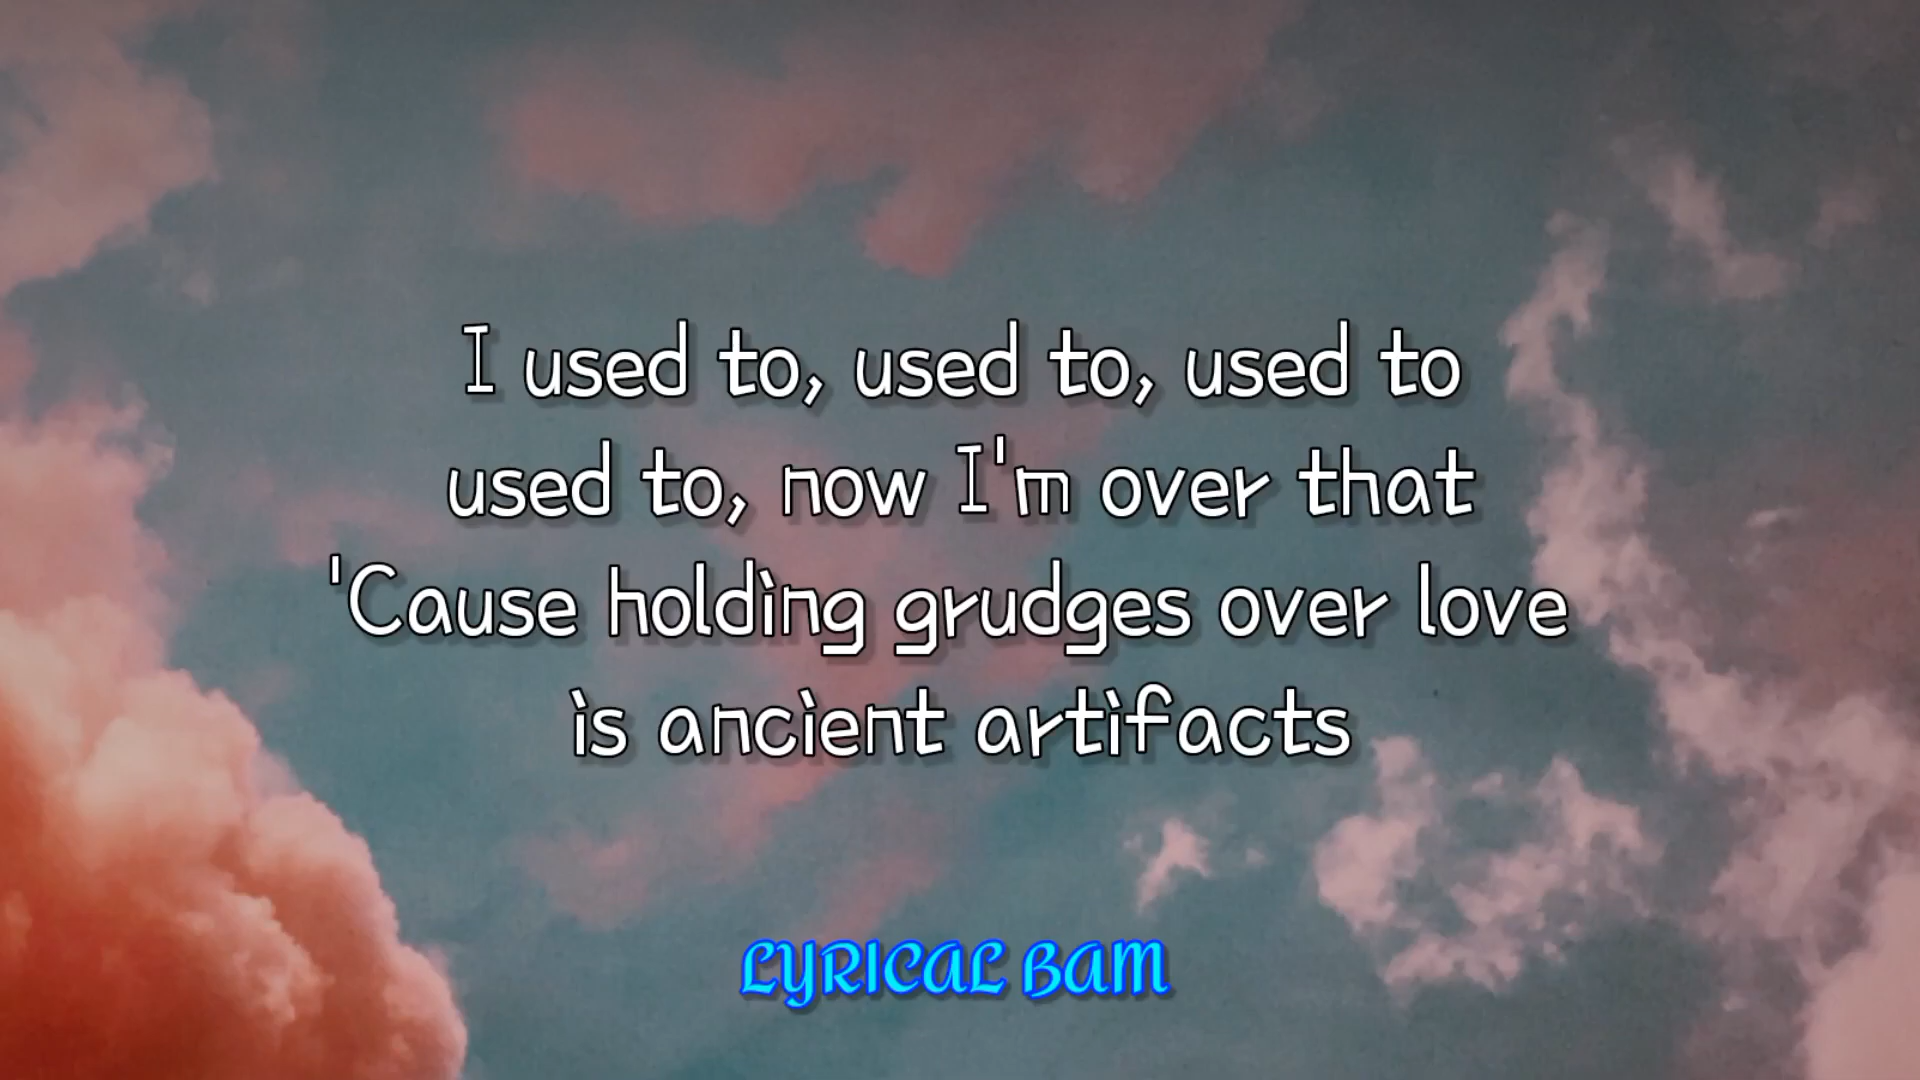 I used to, used to, used to
used to, now I'm over that
'Cause holding grudges over love
is ancient artifacts
LYRICAL BAM